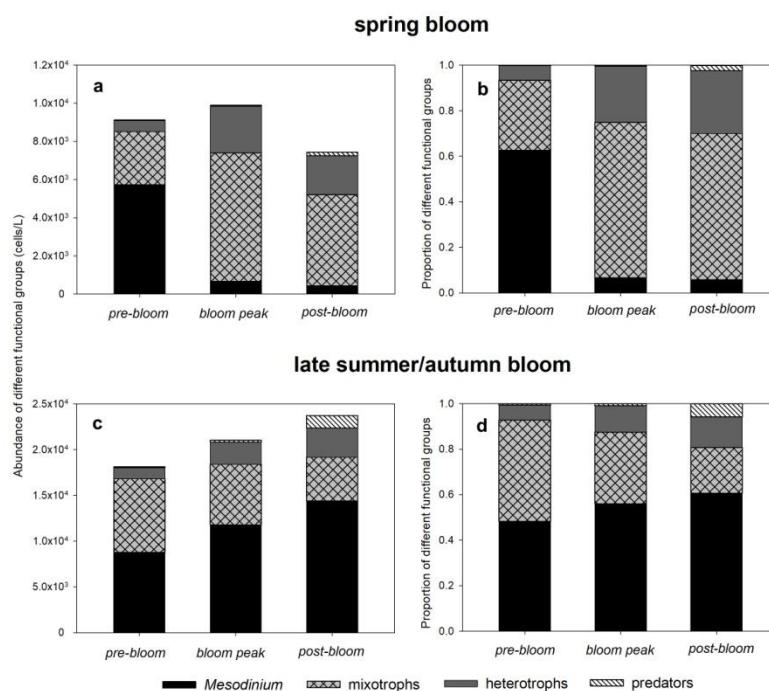 spring bloom
Abundance of different functional groups (cells/L)
a
1.2x10⁴
1.0x10⁴
8.0x10³
6.0x10³
4.0x10³
2.0x10³
0
pre-bloom bloom peak post-bloom
Proportion of different functional groups
b
1.0
0.8
0.6
0.4
0.2
0.0
pre-bloom bloom peak post-bloom
late summer/autumn bloom
c
2.5x10⁴
2.0x10⁴
1.5x10⁴
1.0x10⁴
5.0x10³
0
pre-bloom bloom peak post-bloom
Proportion of different functional groups
d
1.0
0.8
0.6
0.4
0.2
0.0
pre-bloom bloom peak post-bloom
Mesodinium mixotrophs heterotrophs predators